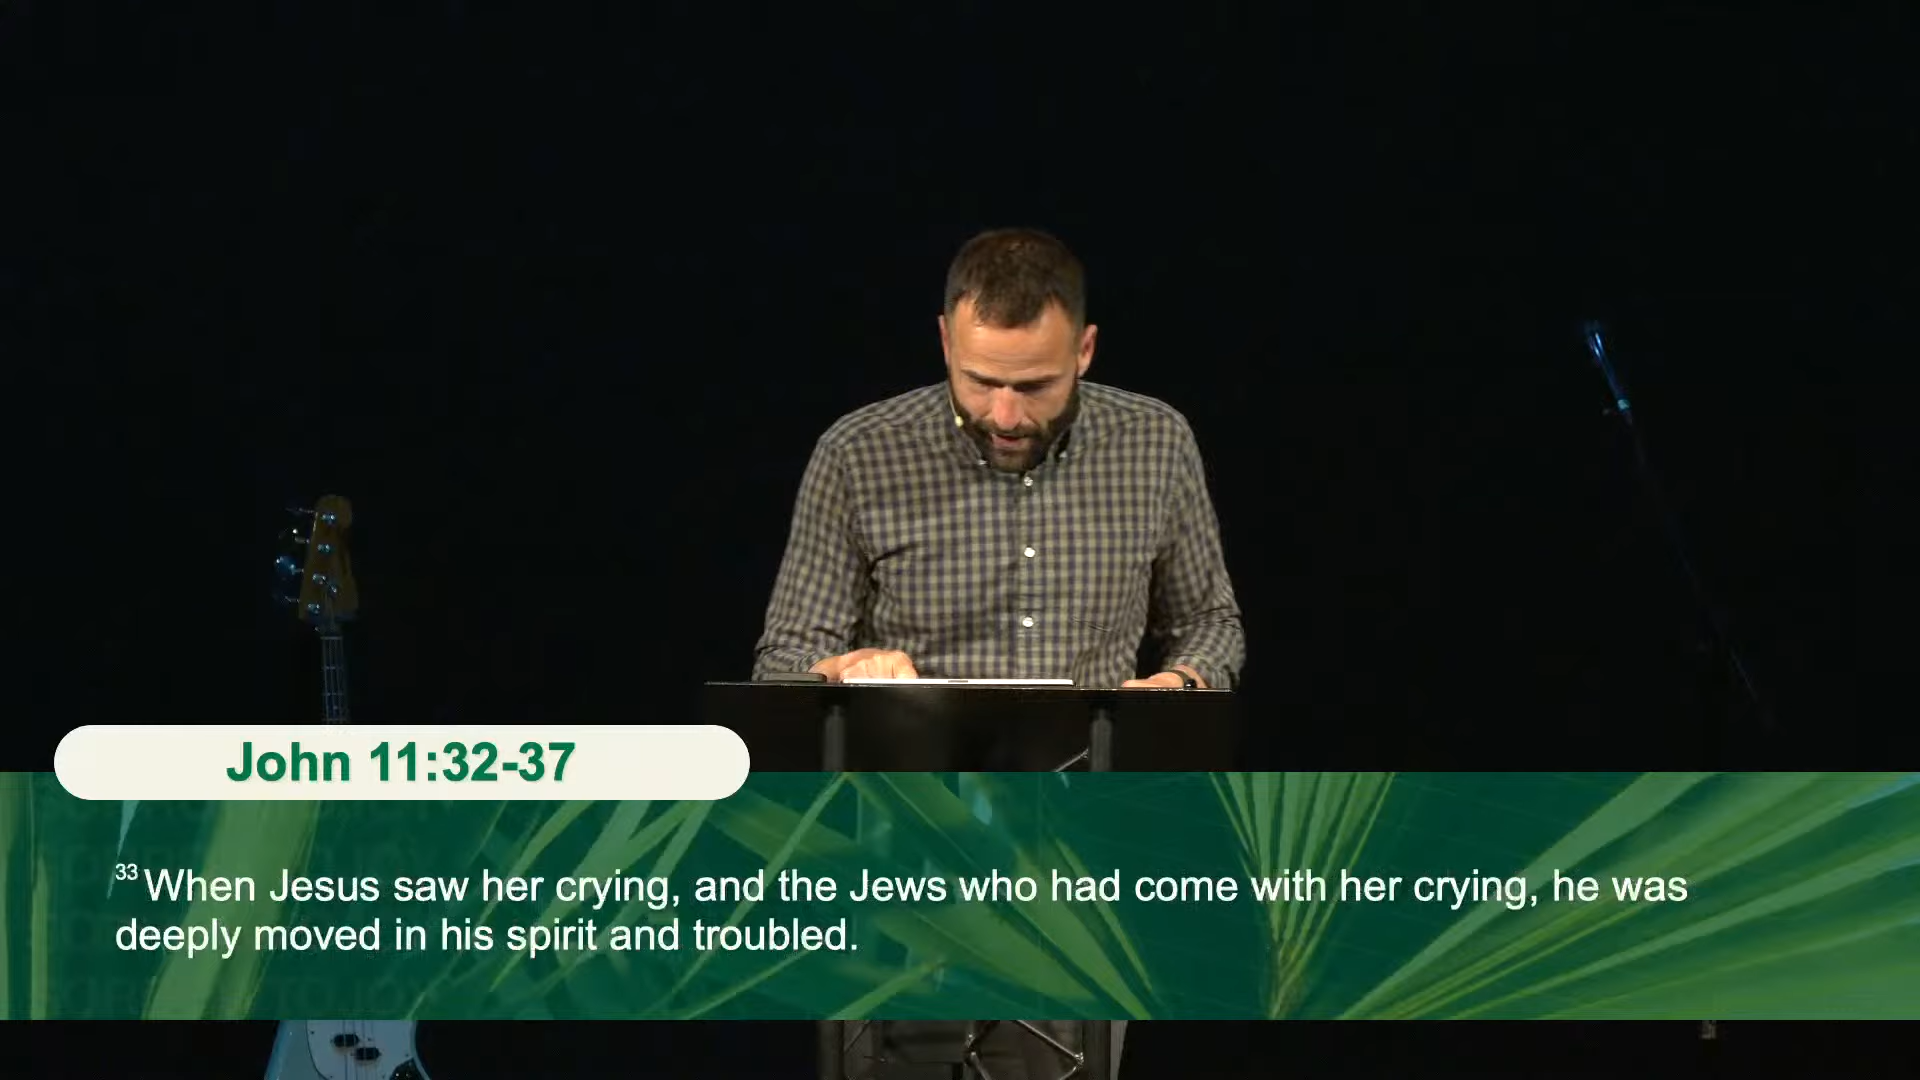 John 11:32-37
33 When Jesus saw her crying, and the Jews who had come with her crying, he was
deeply moved in his spirit and troubled.